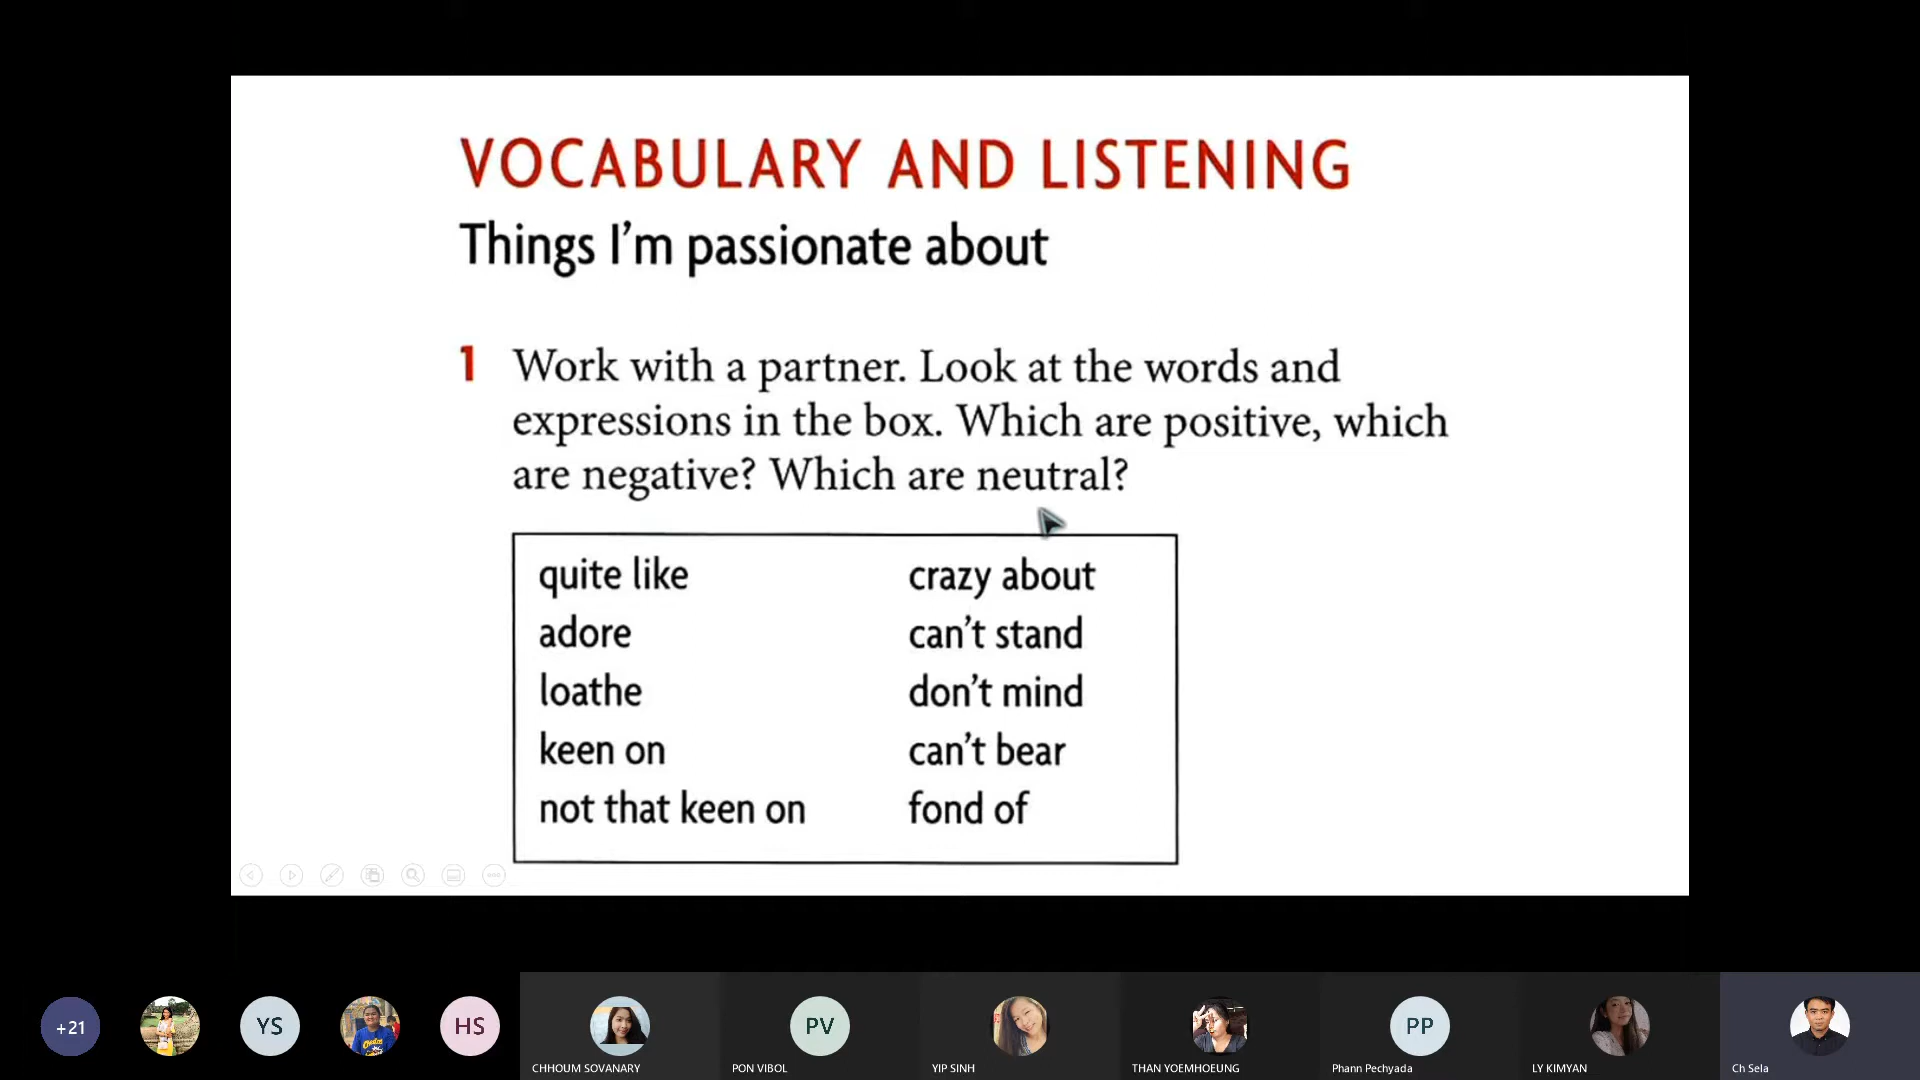 VOCABULARY AND LISTENING
Things I'm passionate about
1 Work with a partner. Look at the words and
expressions in the box. Which are positive, which
are negative? Which are neutral?
quite like
adore
loathe
keen on
not that keen on
crazy about
can't stand
don't mind
can't bear
fond of
+21
YS
HS
CHHOUM SOVANARY
PV
PON VIBOL
YIP SINH
THAN YOEMHOEUNG
PP
Phann Pechyada
LY KIMYAN
Ch Sela